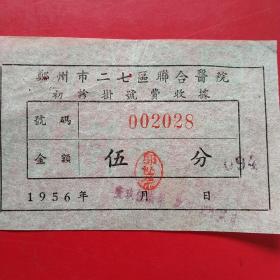 鄭州市二七區聯合醫院
初診掛號費收據
號碼 002028
金額 伍 分
1956年 月 日